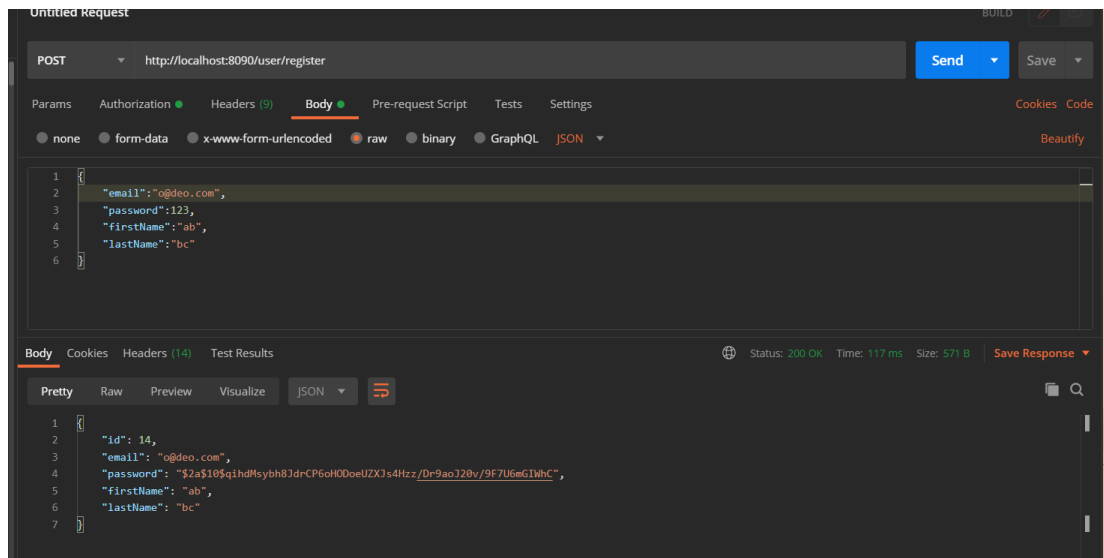 Untitled Request BUILD
POST http://localhost:8090/user/register Send Save
Params Authorization Headers (9) Body Pre-request Script Tests Settings Cookies Code
none form-data x-www-form-urlencoded raw binary GraphQL JSON Beautify
1 {
2 "email":"o@deo.com",
3 "password":123,
4 "firstName":"ab",
5 "lastName":"bc"
6 }
Body Cookies Headers (14) Test Results Status: 200 OK Time: 117 ms Size: 571 B Save Response
Pretty Raw Preview Visualize JSON
1 {
2 "id": 14,
3 "email": "o@deo.com",
4 "password": "$2a$10$qihdMsybh8JdrCP6oHODoeUZXJs4Hzz/Dr9aoJ20v/9F7U6mGIWhC",
5 "firstName": "ab",
6 "lastName": "bc"
7 }